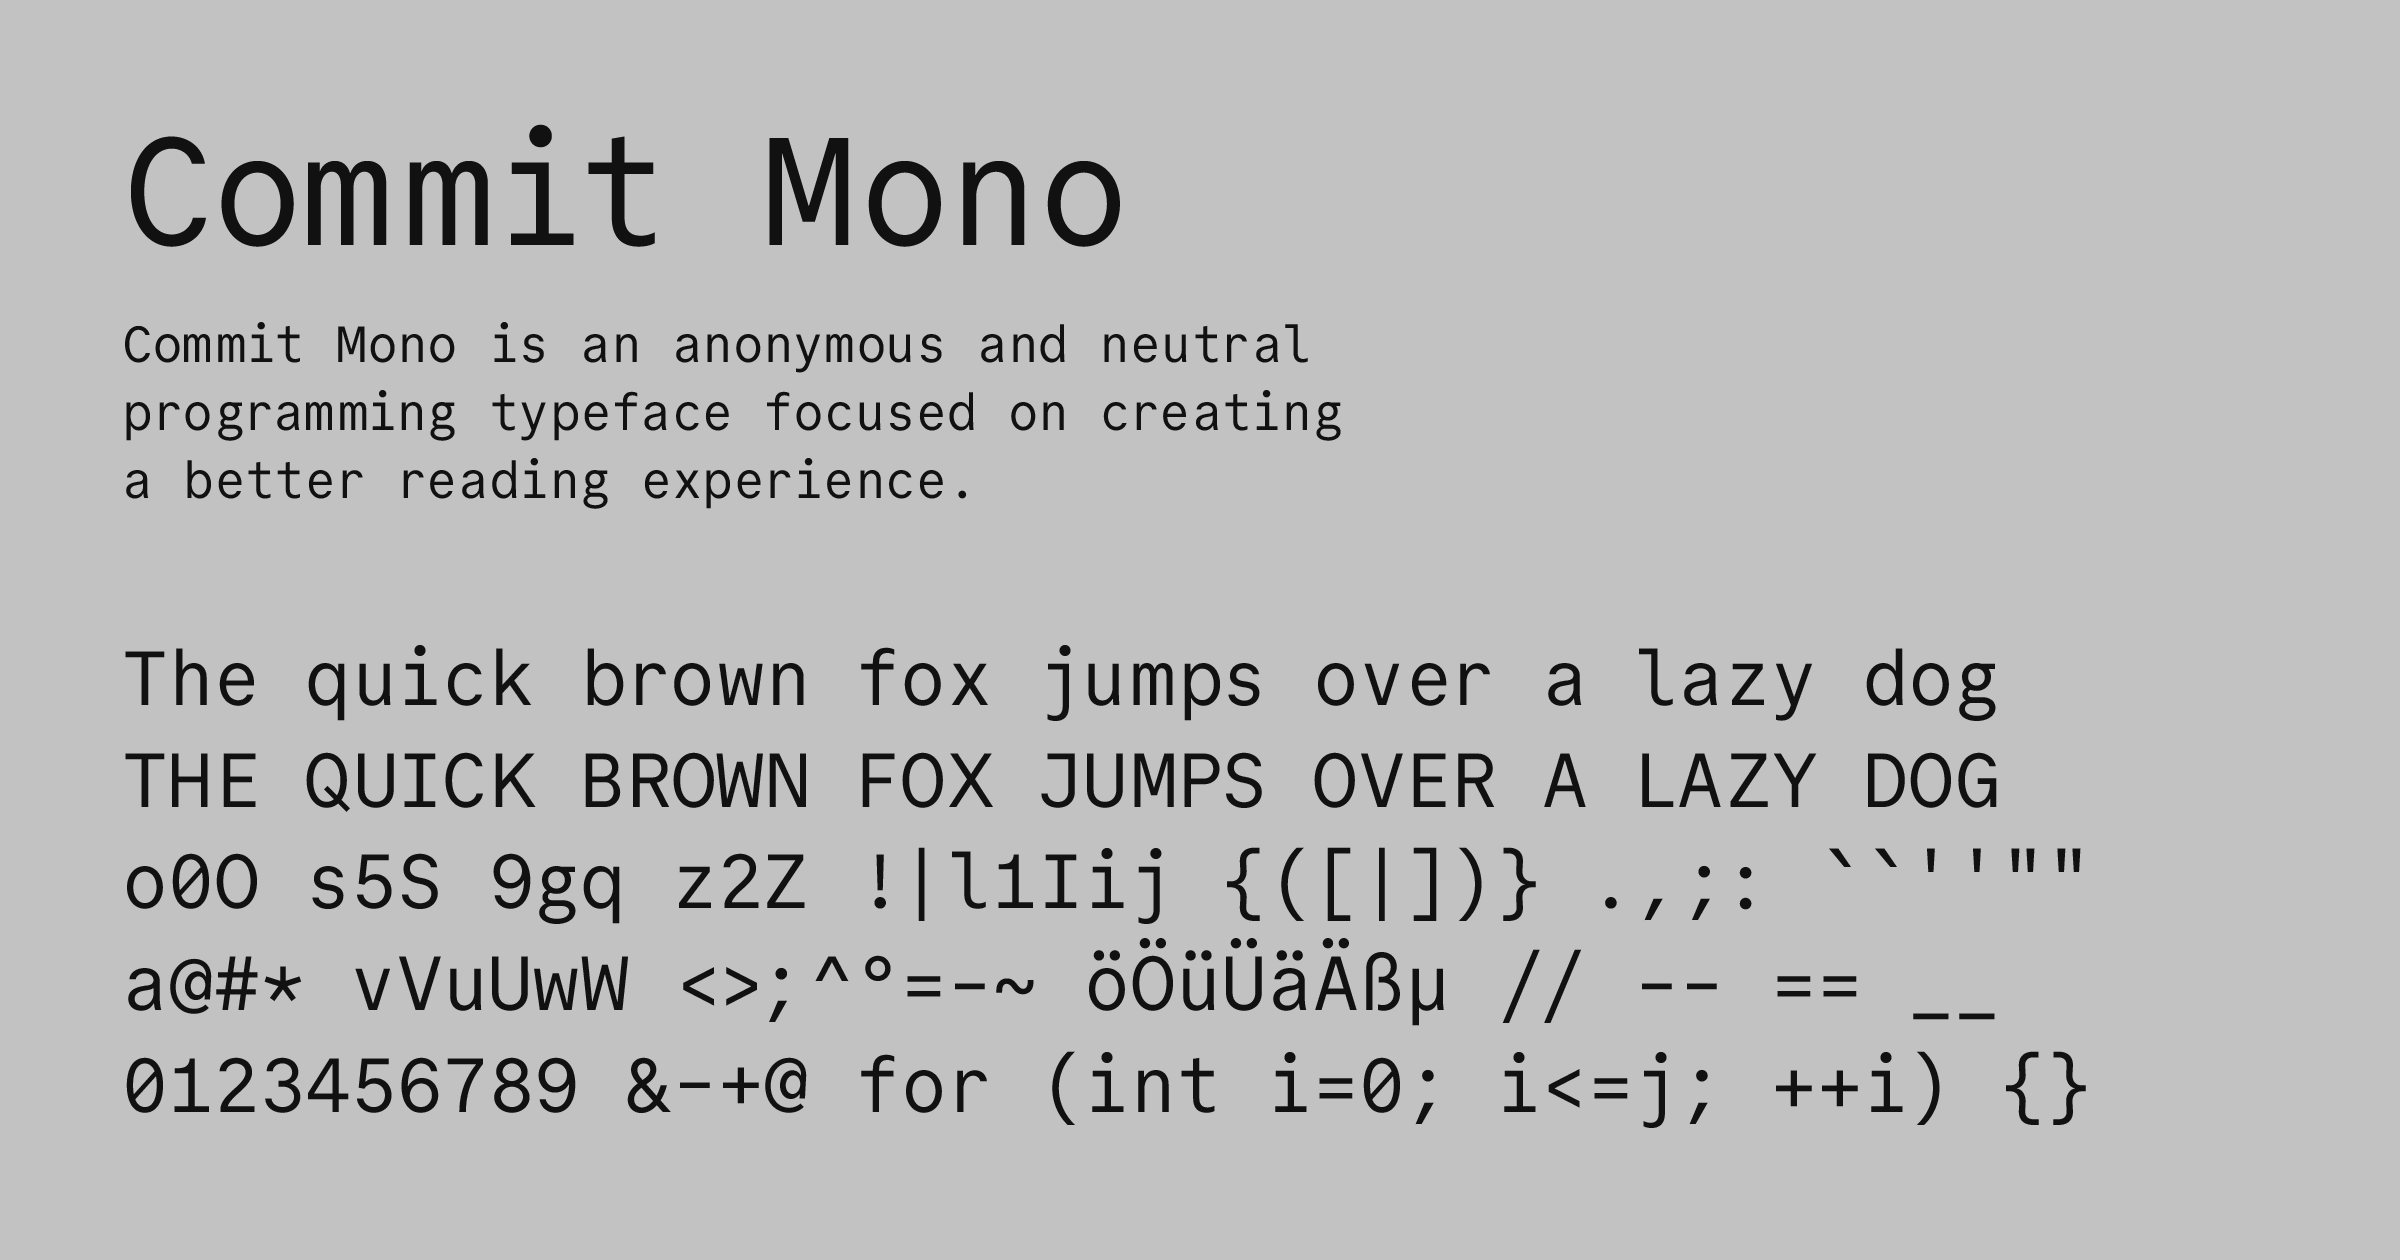 Commit Mono
Commit Mono is an anonymous and neutral
programming typeface focused on creating
a better reading experience.
The quick brown fox jumps over a lazy dog
THE QUICK BROWN FOX JUMPS OVER A LAZY DOG
o0O s5S 9gq z2Z !|l1Iij {([|])} .,;: ``''""
a@#* vVuUwW <>;^°=-~ öÖüÜäÄßµ // -- == __
0123456789 &-+@ for (int i=0; i<=j; ++i) {}